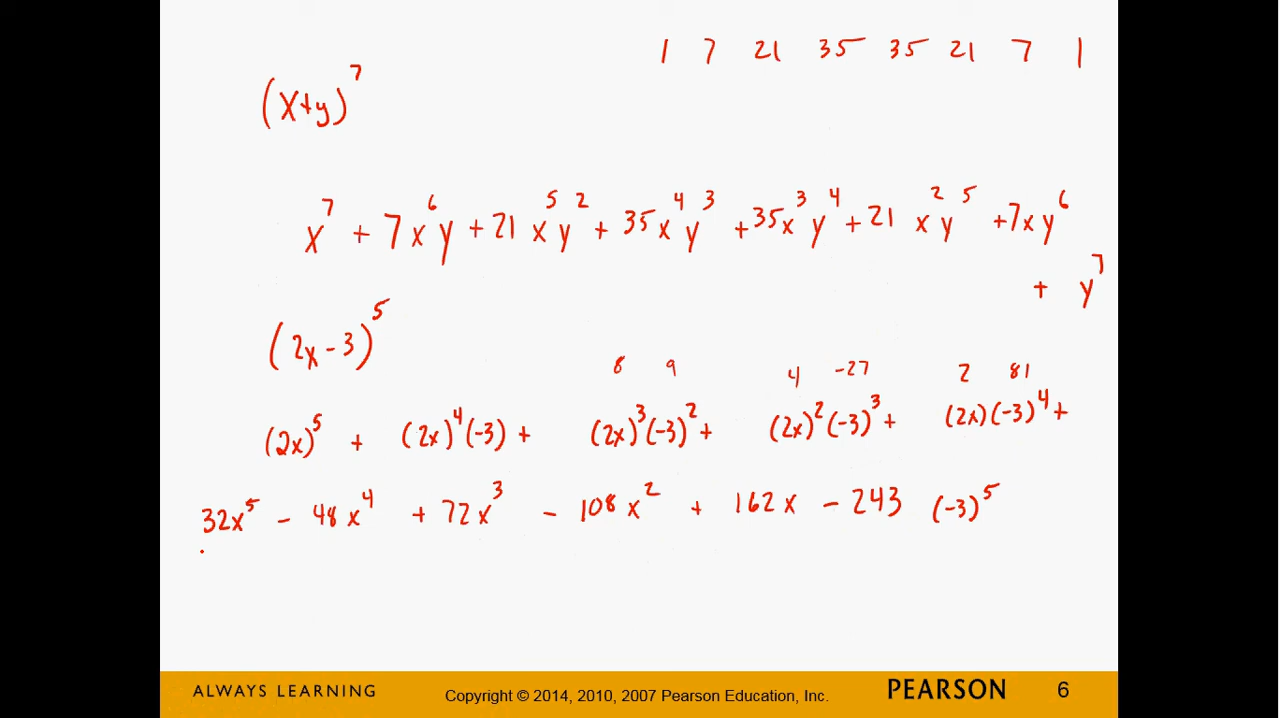 1 7 21 35 35 21 7 1
(x+y)^7
x^7 + 7x^6y + 21x^5y^2 + 35x^4y^3 + 35x^3y^4 + 21x^2y^5 + 7xy^6
+ y^7
(2x - 3)^5
8 9 4 -27 2 81
(2x)^5 + (2x)^4(-3) + (2x)^3(-3)^2 + (2x)^2(-3)^3 + (2x)(-3)^4 +
32x^5 - 48x^4 + 72x^3 - 108x^2 + 162x - 243 (-3)^5
ALWAYS LEARNING Copyright © 2014, 2010, 2007 Pearson Education, Inc. PEARSON 6